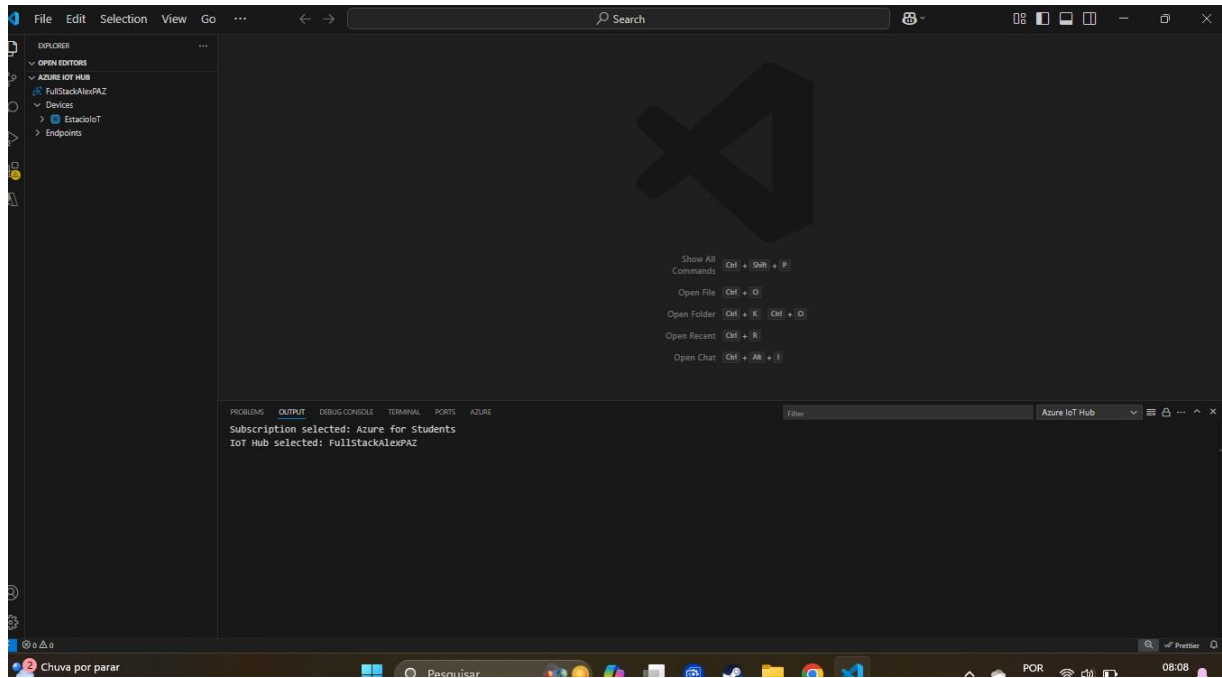 File Edit Selection View Go ... Search
EXPLORER ...
OPEN EDITORS
AZURE IOT HUB
FullStackAlexPAZ
Devices
EstacioIoT
Endpoints
Show All Commands Ctrl + Shift + P
Open File Ctrl + O
Open Folder Ctrl + K Ctrl + O
Open Recent Ctrl + R
Open Chat Ctrl + Alt + I
PROBLEMS OUTPUT DEBUG CONSOLE TERMINAL PORTS AZURE Filter Azure IoT Hub ...
Subscription selected: Azure for Students
IoT Hub selected: FullStackAlexPAZ
0 0 Prettier
2 Chuva por parar Pesquisar POR 08:08